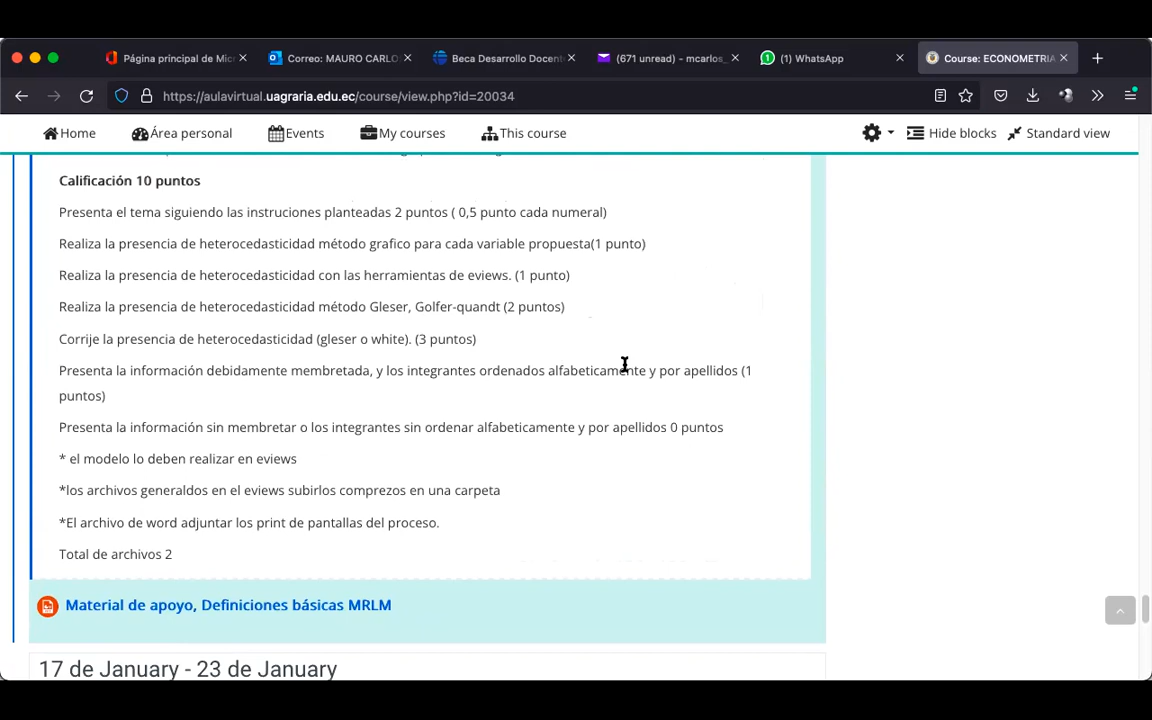 Página príncipal de Mic
Correo: MAURO CARLO
Beca Desarrollo Docent
(671 unread) - mcarlos_
(1) WhatsApp
Course: ECONOMETRIA
https://aulavirtual.uagraria.edu.ec/course/view.php?id=20034
Home
Área personal
Events
My courses
This course
Hide blocks
Standard view
Calificación 10 puntos
Presenta el tema siguiendo las instruciones planteadas 2 puntos ( 0,5 punto cada numeral)
Realiza la presencia de heterocedasticidad método grafico para cada variable propuesta(1 punto)
Realiza la presencia de heterocedasticidad con las herramientas de eviews. (1 punto)
Realiza la presencia de heterocedasticidad método Gleser, Golfer-quandt (2 puntos)
Corrije la presencia de heterocedasticidad (gleser o white). (3 puntos)
Presenta la información debidamente membretada, y los integrantes ordenados alfabeticamente y por apellidos (1
puntos)
Presenta la información sin membretar o los integrantes sin ordenar alfabeticamente y por apellidos 0 puntos
* el modelo lo deben realizar en eviews
*los archivos generaldos en el eviews subirlos comprezos en una carpeta
*El archivo de word adjuntar los print de pantallas del proceso.
Total de archivos 2
Material de apoyo, Definiciones básicas MRLM
17 de January - 23 de January